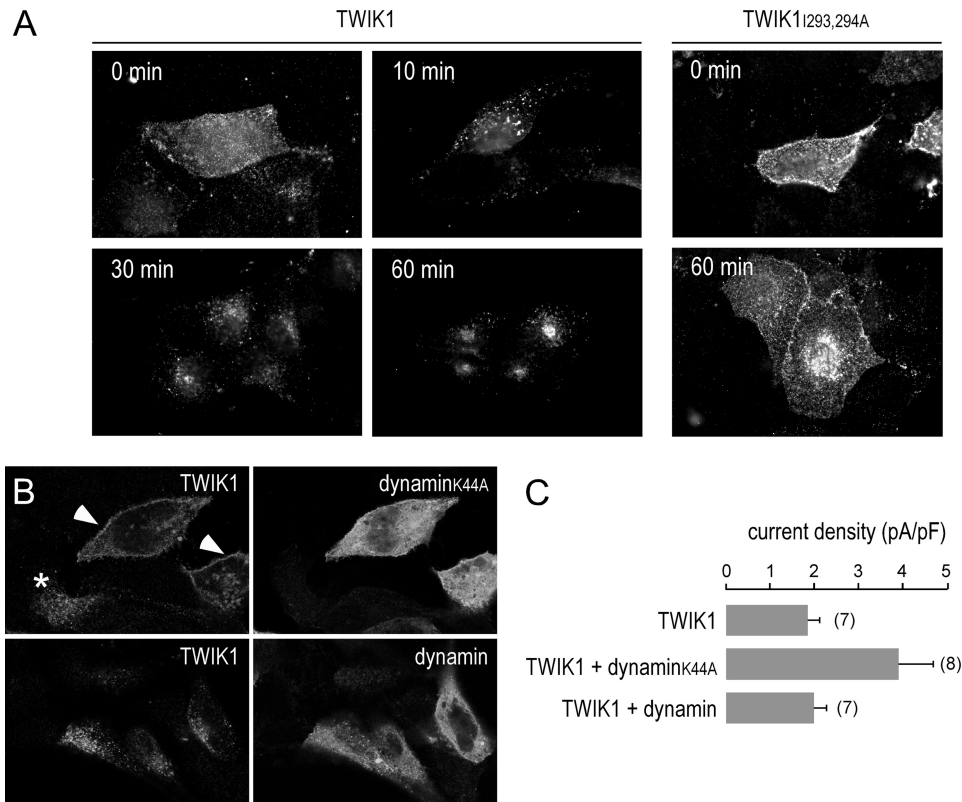 A
TWIK1
TWIK1I293,294A
0 min
10 min
0 min
30 min
60 min
60 min
B
TWIK1
dynaminK44A
*
TWIK1
dynamin
C
current density (pA/pF)
0 1 2 3 4 5
TWIK1 (7)
TWIK1 + dynaminK44A (8)
TWIK1 + dynamin (7)